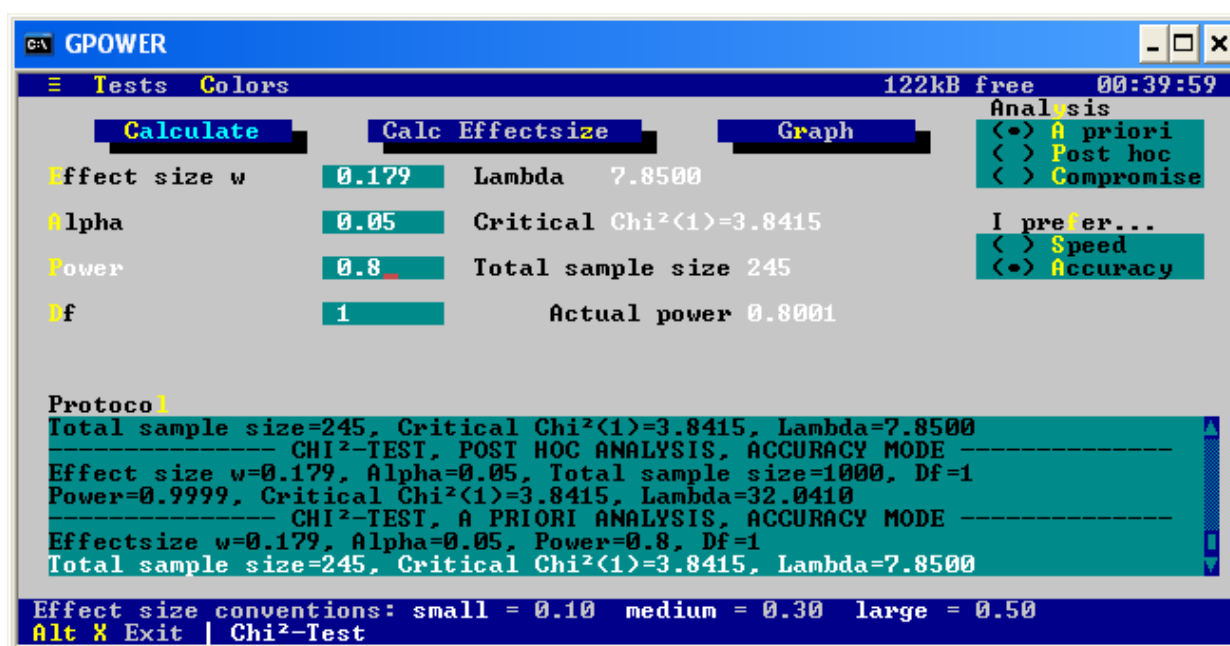 GPOWER
≡ Tests Colors 122kB free 00:39:59
Analysis
Calculate Calc Effectsize Graph (•) A priori
( ) Post hoc
Effect size w 0.179 Lambda 7.8500 ( ) Compromise
Alpha 0.05 Critical Chi²(1)=3.8415 I prefer...
( ) Speed
Power 0.8_ Total sample size 245 (•) Accuracy
Df 1 Actual power 0.8001
Protocol
Total sample size=245, Critical Chi²(1)=3.8415, Lambda=7.8500
--------------- CHI²-TEST, POST HOC ANALYSIS, ACCURACY MODE --------------
Effect size w=0.179, Alpha=0.05, Total sample size=1000, Df=1
Power=0.9999, Critical Chi²(1)=3.8415, Lambda=32.0410
--------------- CHI²-TEST, A PRIORI ANALYSIS, ACCURACY MODE --------------
Effectsize w=0.179, Alpha=0.05, Power=0.8, Df=1
Total sample size=245, Critical Chi²(1)=3.8415, Lambda=7.8500
Effect size conventions: small = 0.10 medium = 0.30 large = 0.50
Alt X Exit | Chi²-Test